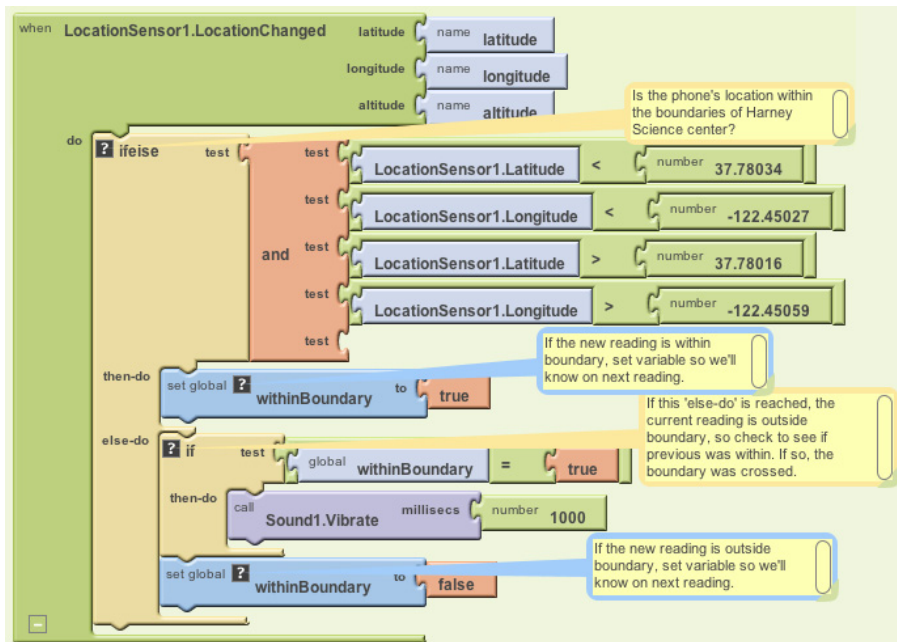 when LocationSensor1.LocationChanged latitude name latitude
longitude name longitude
altitude name altitude
Is the phone's location within
the boundaries of Harney
Science center?
do ? ifelse test
and
test LocationSensor1.Latitude < number 37.78034
test LocationSensor1.Longitude < number -122.45027
test LocationSensor1.Latitude > number 37.78016
test LocationSensor1.Longitude > number -122.45059
test
If the new reading is within
boundary, set variable so we'll
know on next reading.
then-do set global ? withinBoundary to true
If this 'else-do' is reached, the
current reading is outside
boundary, so check to see if
previous was within. If so, the
boundary was crossed.
else-do ? if test global withinBoundary = true
then-do call Sound1.Vibrate millisecs number 1000
If the new reading is outside
boundary, set variable so we'll
know on next reading.
set global ? withinBoundary to false